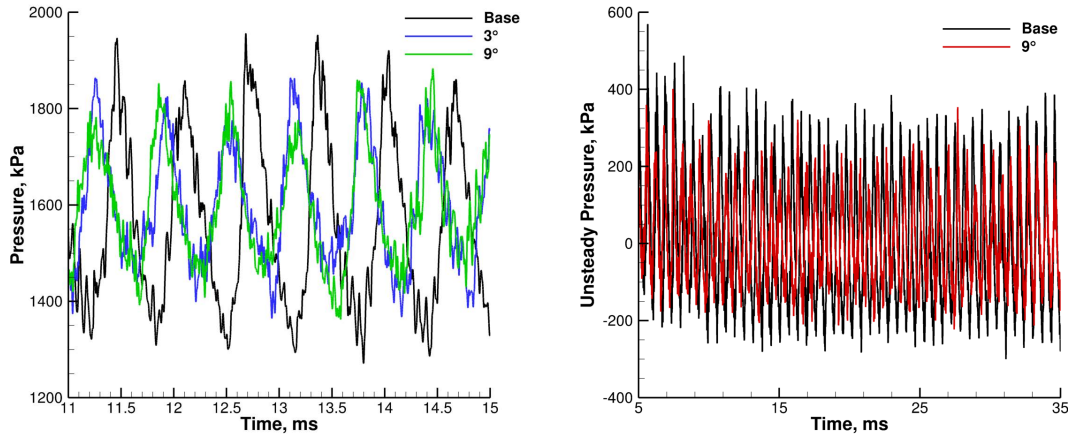 2000
1800
1600
1400
1200
Pressure, kPa
Base
3°
9°
11 11.5 12 12.5 13 13.5 14 14.5 15
Time, ms
600
400
200
0
-200
-400
Unsteady Pressure, kPa
Base
9°
5 15 25 35
Time, ms